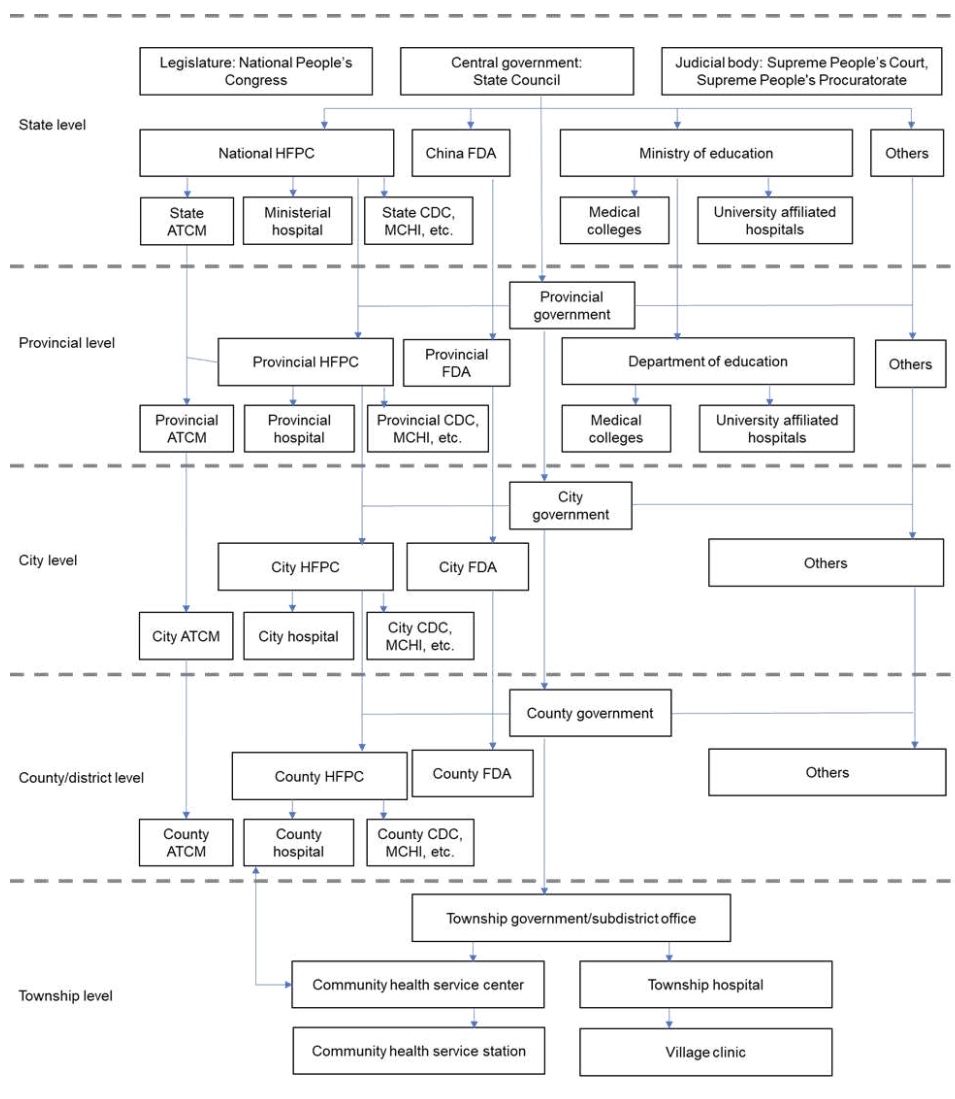 Legislature: National People's
Congress
Central government:
State Council
Judicial body: Supreme People's Court,
Supreme People's Procuratorate
State level
National HFPC
China FDA
Ministry of education
Others
State
ATCM
Ministerial
hospital
State CDC,
MCHI, etc.
Medical
colleges
University affiliated
hospitals
Provincial
government
Provincial level
Provincial HFPC
Provincial
FDA
Department of education
Others
Provincial
ATCM
Provincial
hospital
Provincial CDC,
MCHI, etc.
Medical
colleges
University affiliated
hospitals
City
government
City level
City HFPC
City FDA
Others
City ATCM
City hospital
City CDC,
MCHI, etc.
County government
County/district level
County HFPC
County FDA
Others
County
ATCM
County
hospital
County CDC,
MCHI, etc.
Township government/subdistrict office
Township level
Community health service center
Township hospital
Community health service station
Village clinic